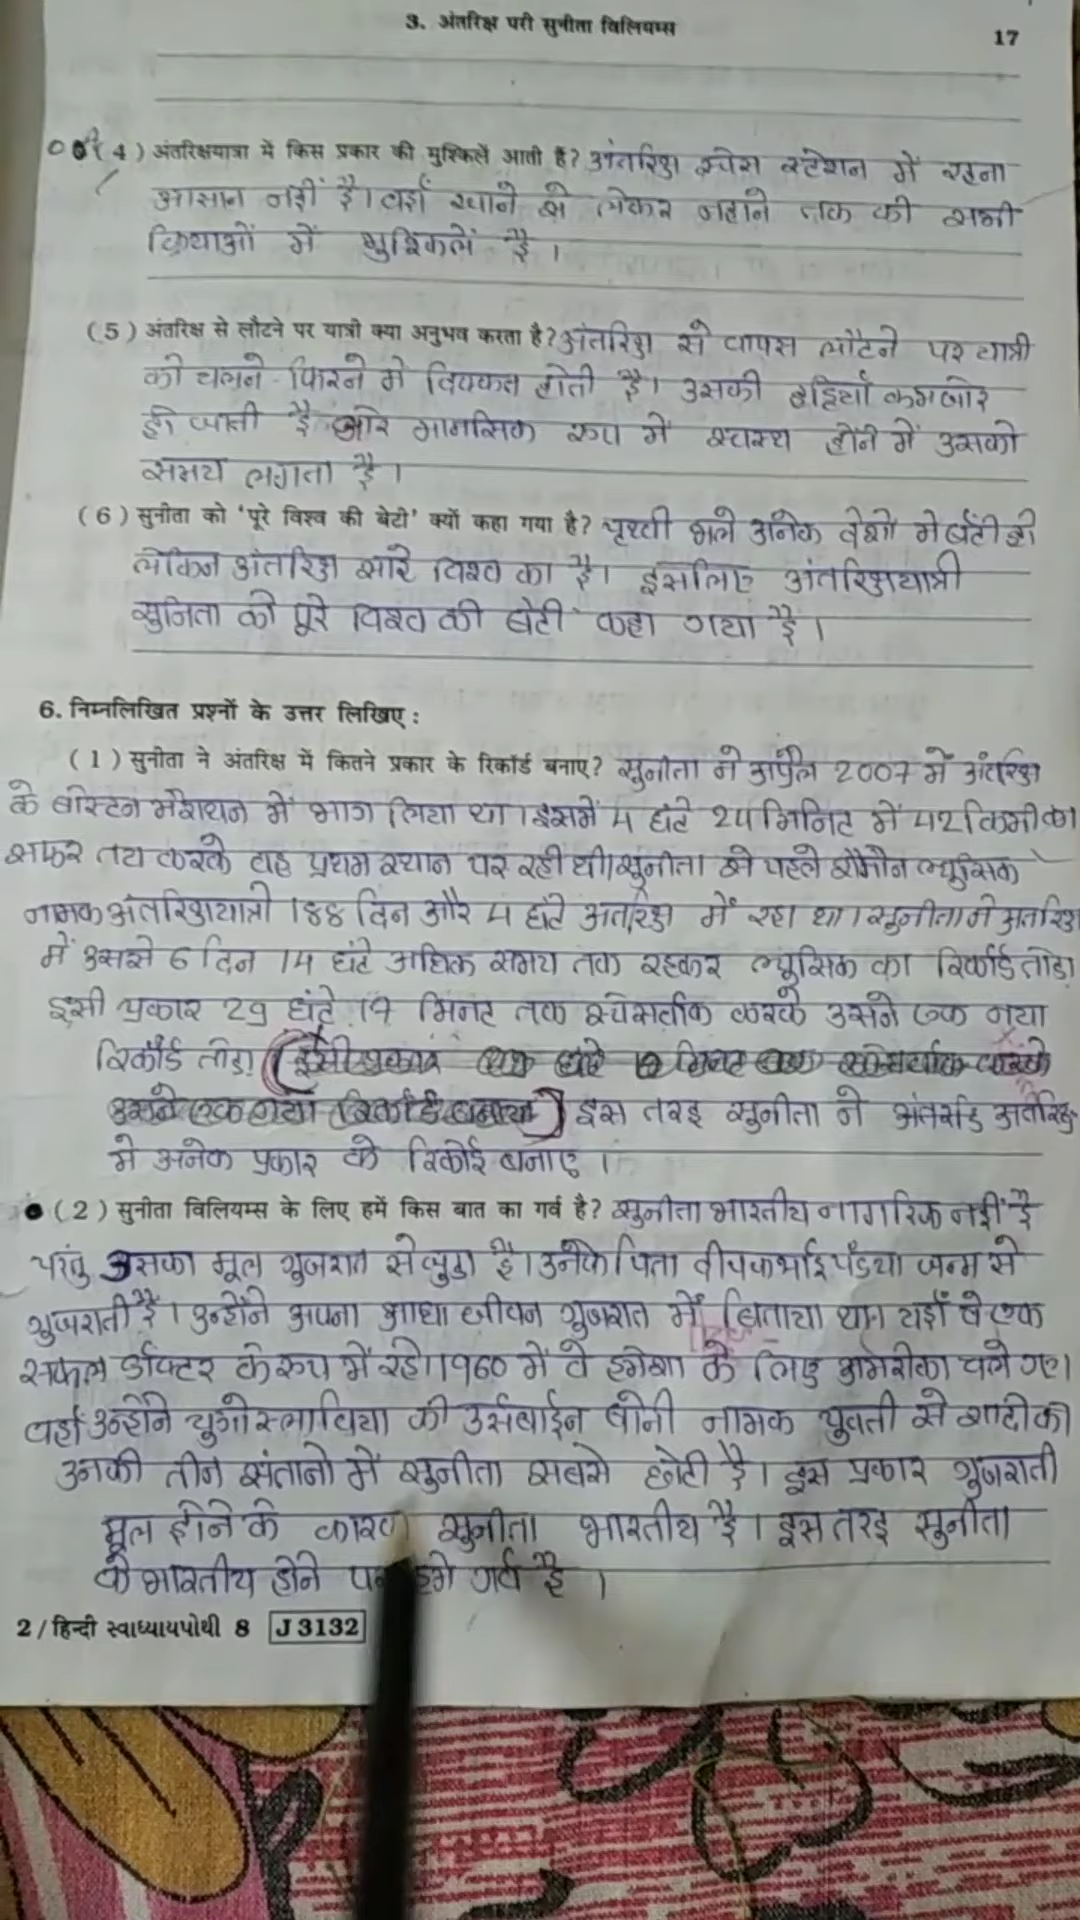 3. अंतरिक्ष परी सुनीता विलियम्स
17
(4) अंतरिक्षयात्रा में किस प्रकार की मुश्किलें आती हैं? अंतरिक्ष स्पेस स्टेशन में रहना
आसान नहीं है। वहाँ खाने से लेकर नहाने तक की सभी
क्रियाओं में मुश्किलें है।
(5) अंतरिक्ष से लौटने पर यात्री क्या अनुभव करता है? अंतरिक्ष से वापस लौटने पर यात्री
को चलने-फिरने मे दिक्कत होती है। उसकी हड्डियाँ कमजोर
हो जाती है और मानसिक रूप में स्वस्थ होने में उसको
समय लगता है।
(6) सुनीता को 'पूरे विश्व की बेटी' क्यों कहा गया है? पृथ्वी भले अनेक देशो मे बँटी हो
लेकिन अंतरिक्ष सारे विश्व का है। इसलिए अंतरिक्षयात्री
सुनिता को पूरे विश्व की बेटी कहा गया है।
6. निम्नलिखित प्रश्नों के उत्तर लिखिए :
(1) सुनीता ने अंतरिक्ष में कितने प्रकार के रिकॉर्ड बनाए? सुनीता ने अप्रैल 2007 में अंतरिक्ष
के बोस्टन मैराथन में भाग लिया था। इसमें 4 घंटे 24 मिनिट में 42 किमी का
सफर तय करके वह प्रथम स्थान पर रही थी। सुनीता से पहले शैनौन ल्युसिक
नामक अंतरिक्षयात्री 188 दिन और 4 घंटे अंतरिक्ष में रहा था। सुनीता ने अंतरिक्ष
में उससे 6 दिन 14 घंटे अधिक समय तक रहकर ल्युसिक का रिकॉर्ड तोडा
इसी प्रकार 29 घंटे 17 मिनट तक स्पेसवॉक करके उसने एक नया
रिकॉर्ड तोडा
इस तरह सुनीता ने अंतरिक्ष
मे अनेक प्रकार के रिकॉर्ड बनाए।
(2) सुनीता विलियम्स के लिए हमें किस बात का गर्व है? सुनीता भारतीय नागरिक नहीं है
परंतु उसका मूल गुजरात से जुडा है। उनके पिता दीपकभाई पंडया जन्म से
गुजराती है। उन्होंने अपना आधा जीवन गुजरात में बिताया था। यहाँ वे एक
सफल डॉक्टर के रूप में रहे। 1960 में वे हमेशा के लिए अमेरीका चले गए।
वहाँ उन्होंने युगोस्लाविया की उर्सबाईन बोनी नामक युवती से शादी की
उनकी तीन संतानो में सुनीता सबसे छोटी है। इस प्रकार गुजराती
मूल होने के कारण सुनीता भारतीय है। इस तरह सुनीता
के भारतीय होने पर हमे गर्व है।
2/हिन्दी स्वाध्यायपोथी 8 J 3132